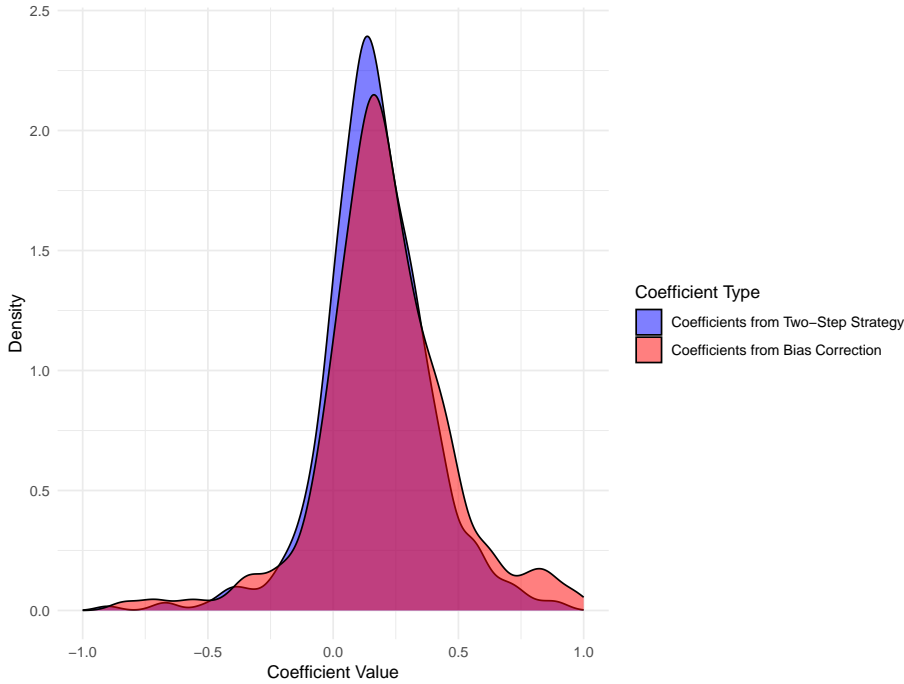 2.5
2.0
1.5
1.0
0.5
0.0
Density
−1.0
−0.5
0.0
0.5
1.0
Coefficient Value
Coefficient Type
Coefficients from Two−Step Strategy
Coefficients from Bias Correction